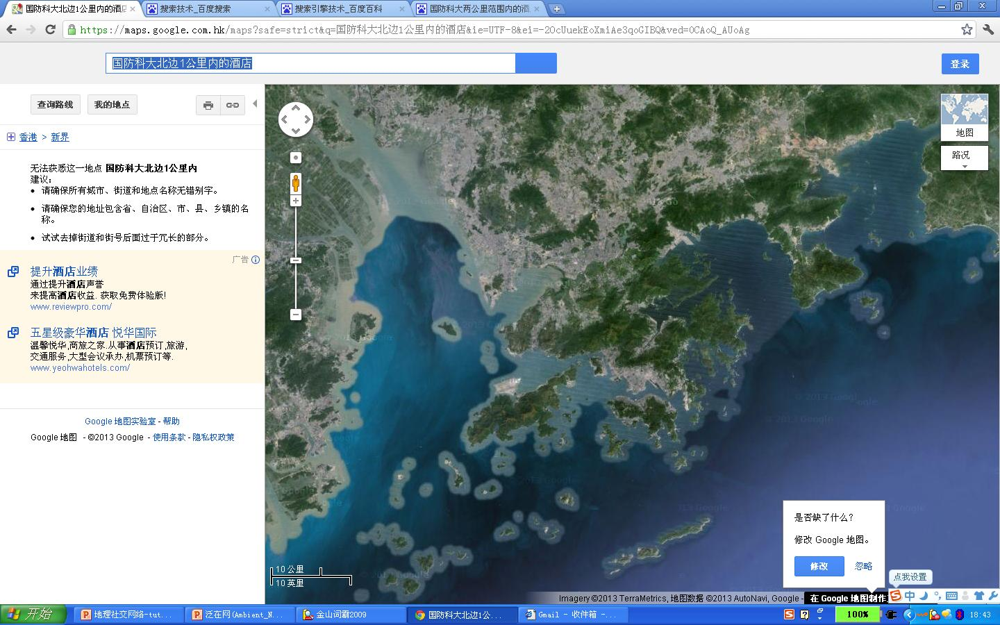 国防科大北边1公里内的酒店
搜索技术_百度搜索
搜索引擎技术_百度百科
国防科大两公里范围内的酒
https://maps.google.com.hk/maps?safe=strict&q=国防科大北边1公里内的酒店&ie=UTF-8&ei=-2OcUuekEoXmiAe3qoGIBQ&ved=0CAoQ_AUoAg
国防科大北边1公里内的酒店
登录
查询路线
我的地点
香港 > 新界
无法获悉这一地点 国防科大北边1公里内
建议:
请确保所有城市、街道和地点名称无错别字。
请确保您的地址包含省、自治区、市、县、乡镇的名
称。
试试去掉街道和街号后面过于冗长的部分。
广告
提升酒店业绩
通过提升酒店声誉
来提高酒店收益. 获取免费体验版!
www.reviewpro.com/
五星级豪华酒店 悦华国际
温馨悦华,商旅之家.从事酒店预订,旅游,
交通服务,大型会议承办,机票预订等.
www.yeohwahotels.com/
Google 地图实验室 - 帮助
Google 地图 - ©2013 Google - 使用条款 - 隐私权政策
地图
路况
10 公里
10 英里
是否缺了什么?
修改 Google 地图。
修改
忽略
点我设置
Imagery ©2013 TerraMetrics, 地图数据 ©2013 AutoNavi, Google -
在 Google 地图制作
中
开始
地理社交网络-tut...
泛在网(Ambient_N...
金山词霸2009
国防科大北边1公...
Gmail - 收件箱 -...
100%
18:43